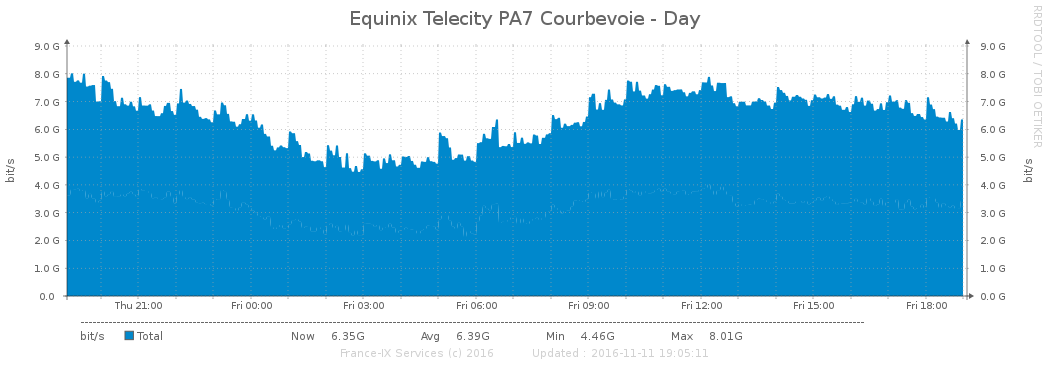 Equinix Telecity PA7 Courbevoie - Day
RRDTOOL / TOBI OETIKER
bit/s
9.0 G 9.0 G
8.0 G 8.0 G
7.0 G 7.0 G
6.0 G 6.0 G
5.0 G 5.0 G
4.0 G 4.0 G
3.0 G 3.0 G
2.0 G 2.0 G
1.0 G 1.0 G
0.0 0.0 G
bit/s
Thu 21:00 Fri 00:00 Fri 03:00 Fri 06:00 Fri 09:00 Fri 12:00 Fri 15:00 Fri 18:00
bit/s Total Now 6.35G Avg 6.39G Min 4.46G Max 8.01G
France-IX Services (c) 2016 Updated : 2016-11-11 19:05:11